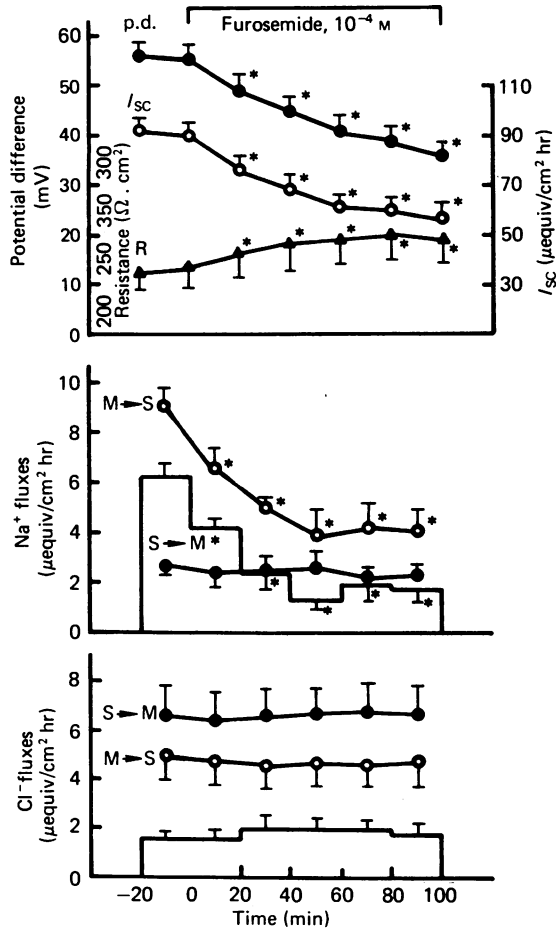 Furosemide, 10⁻⁴ M
p.d.
60
50
40
30
20
10
0
Potential difference
(mV)
200 250 350 300
Resistance (Ω . cm²)
I_SC
R
* * * * *
* * * * *
* * * * *
110
90
70
50
30
I_SC (μequiv/cm² hr)
10
8
6
4
2
0
Na⁺ fluxes
(μequiv/cm² hr)
M→S
S→M
* * * * *
* * * * *
8
6
4
2
0
Cl⁻ fluxes
(μequiv/cm² hr)
S→M
M→S
−20 0 20 40 60 80 100
Time (min)